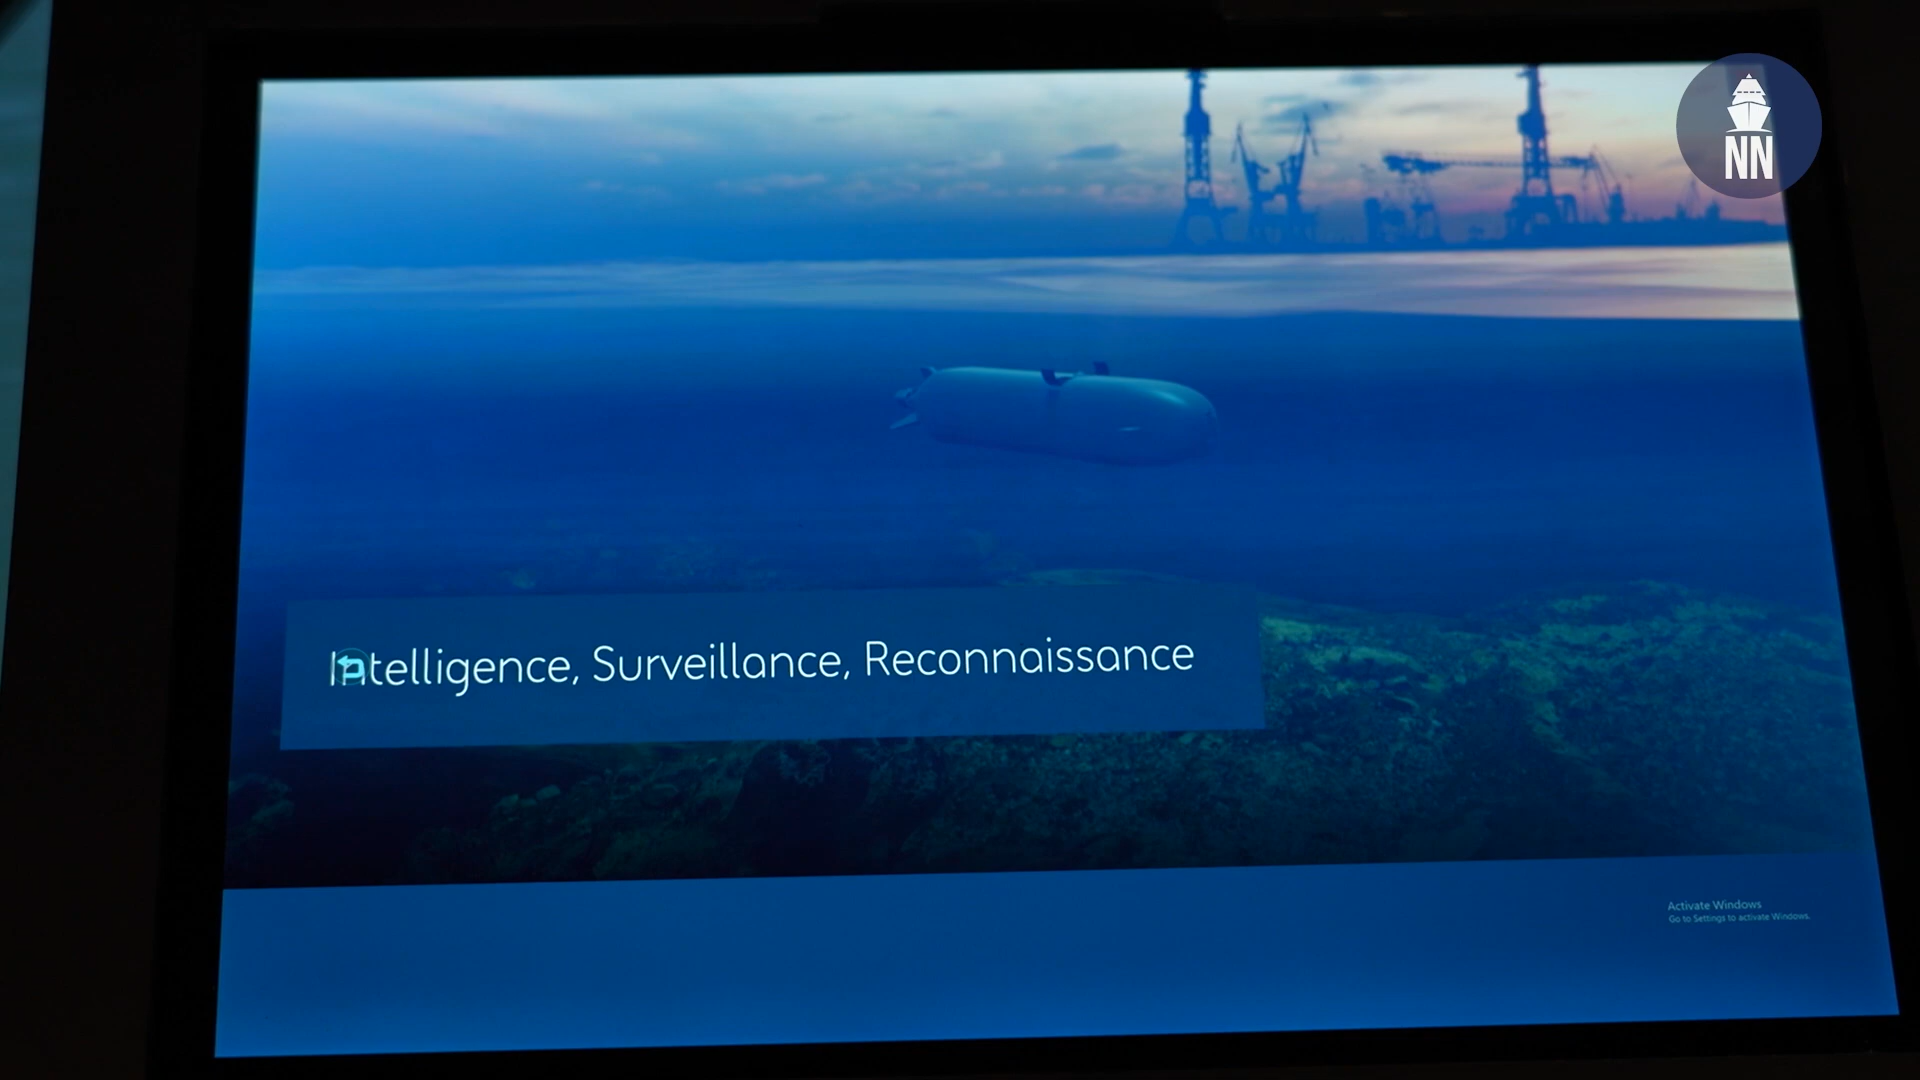 NN
Intelligence, Surveillance, Reconnaissance
Activate Windows
Go to Settings to activate Windows.